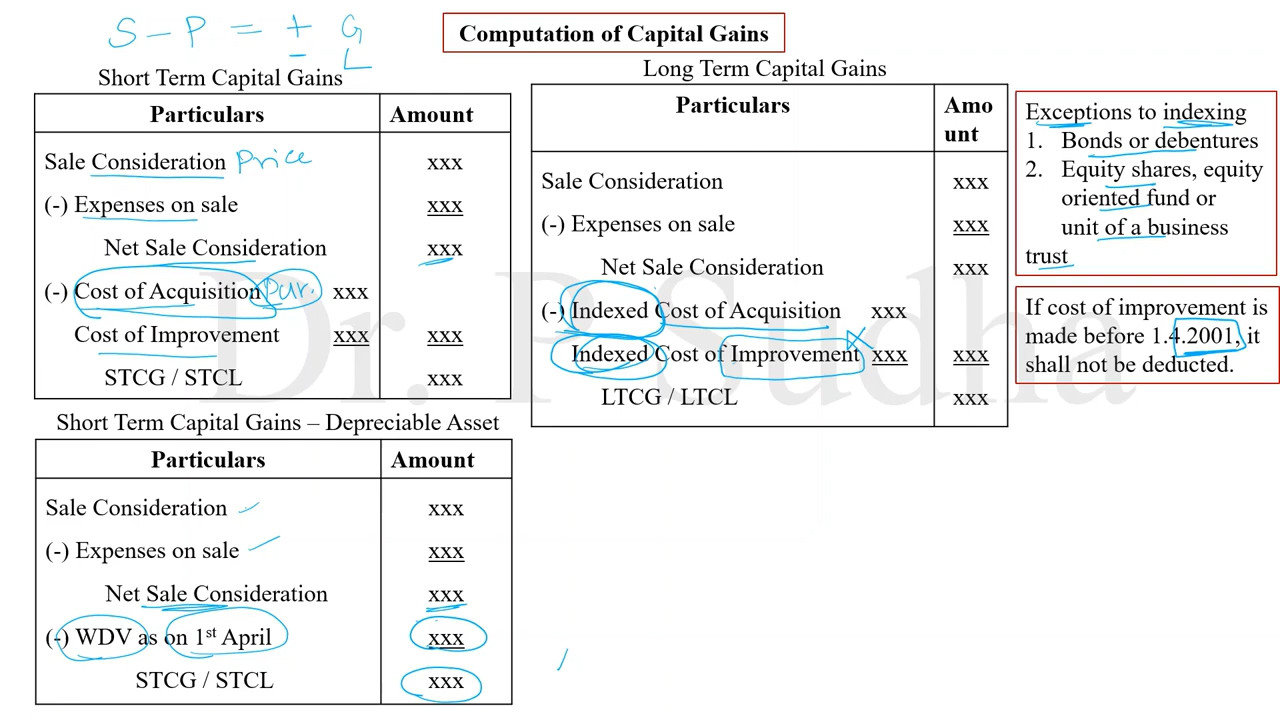 S - P = ± G
L
Computation of Capital Gains
Short Term Capital Gains
Particulars Amount
Sale Consideration Price xxx
(-) Expenses on sale xxx
Net Sale Consideration xxx
(-) Cost of Acquisition Pur. xxx
Cost of Improvement xxx xxx
STCG / STCL xxx
Short Term Capital Gains – Depreciable Asset
Particulars Amount
Sale Consideration xxx
(-) Expenses on sale xxx
Net Sale Consideration xxx
(-) WDV as on 1st April xxx
STCG / STCL xxx
Long Term Capital Gains
Particulars Amo
unt
Sale Consideration xxx
(-) Expenses on sale xxx
Net Sale Consideration xxx
(-) Indexed Cost of Acquisition xxx
Indexed Cost of Improvement xxx xxx
LTCG / LTCL xxx
Exceptions to indexing
1. Bonds or debentures
2. Equity shares, equity
oriented fund or
unit of a business
trust
If cost of improvement is
made before 1.4.2001, it
shall not be deducted.
Dr. P Sudha